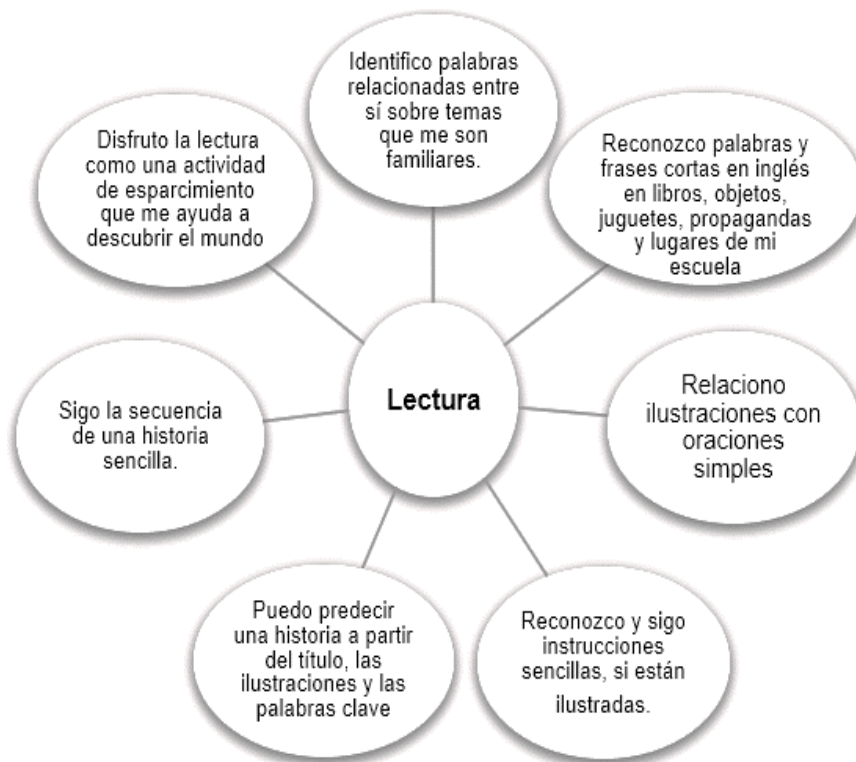 Identifico palabras
relacionadas entre
sí sobre temas
que me son
familiares.
Reconozco palabras y
frases cortas en inglés
en libros, objetos,
juguetes, propagandas
y lugares de mi
escuela
Relaciono
ilustraciones con
oraciones
simples
Reconozco y sigo
instrucciones
sencillas, si están
ilustradas.
Puedo predecir
una historia a partir
del título, las
ilustraciones y las
palabras clave
Sigo la secuencia
de una historia
sencilla.
Disfruto la lectura
como una actividad
de esparcimiento
que me ayuda a
descubrir el mundo
Lectura